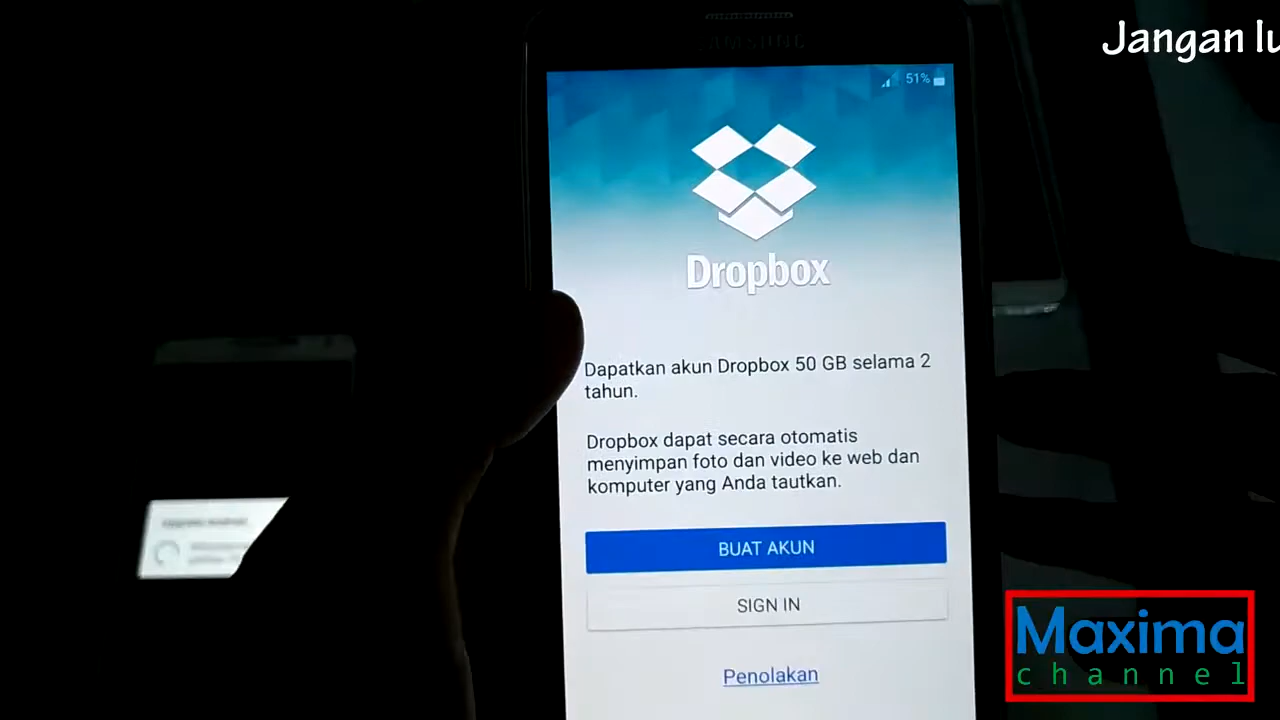 Jangan lu
SAMSUNG
51%
Dropbox
Dapatkan akun Dropbox 50 GB selama 2
tahun.
Dropbox dapat secara otomatis
menyimpan foto dan video ke web dan
komputer yang Anda tautkan.
BUAT AKUN
SIGN IN
Penolakan
Maxima
channel